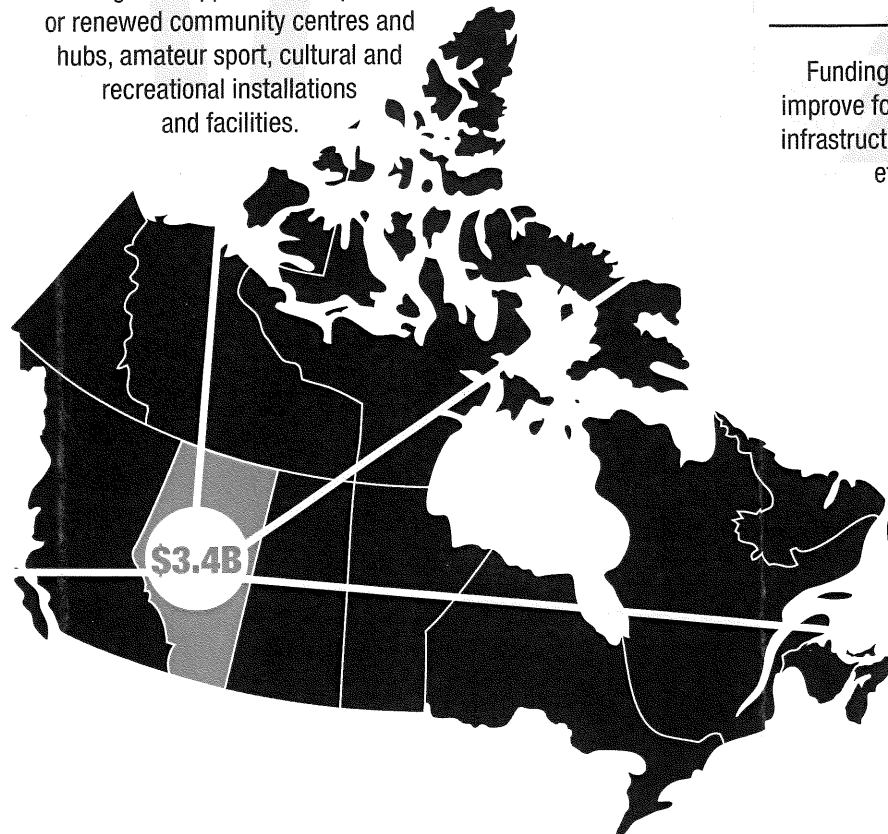 or renewed community centres and
hubs, amateur sport, cultural and
recreational installations
and facilities.
Funding
improve
infrastruct
$3.4B